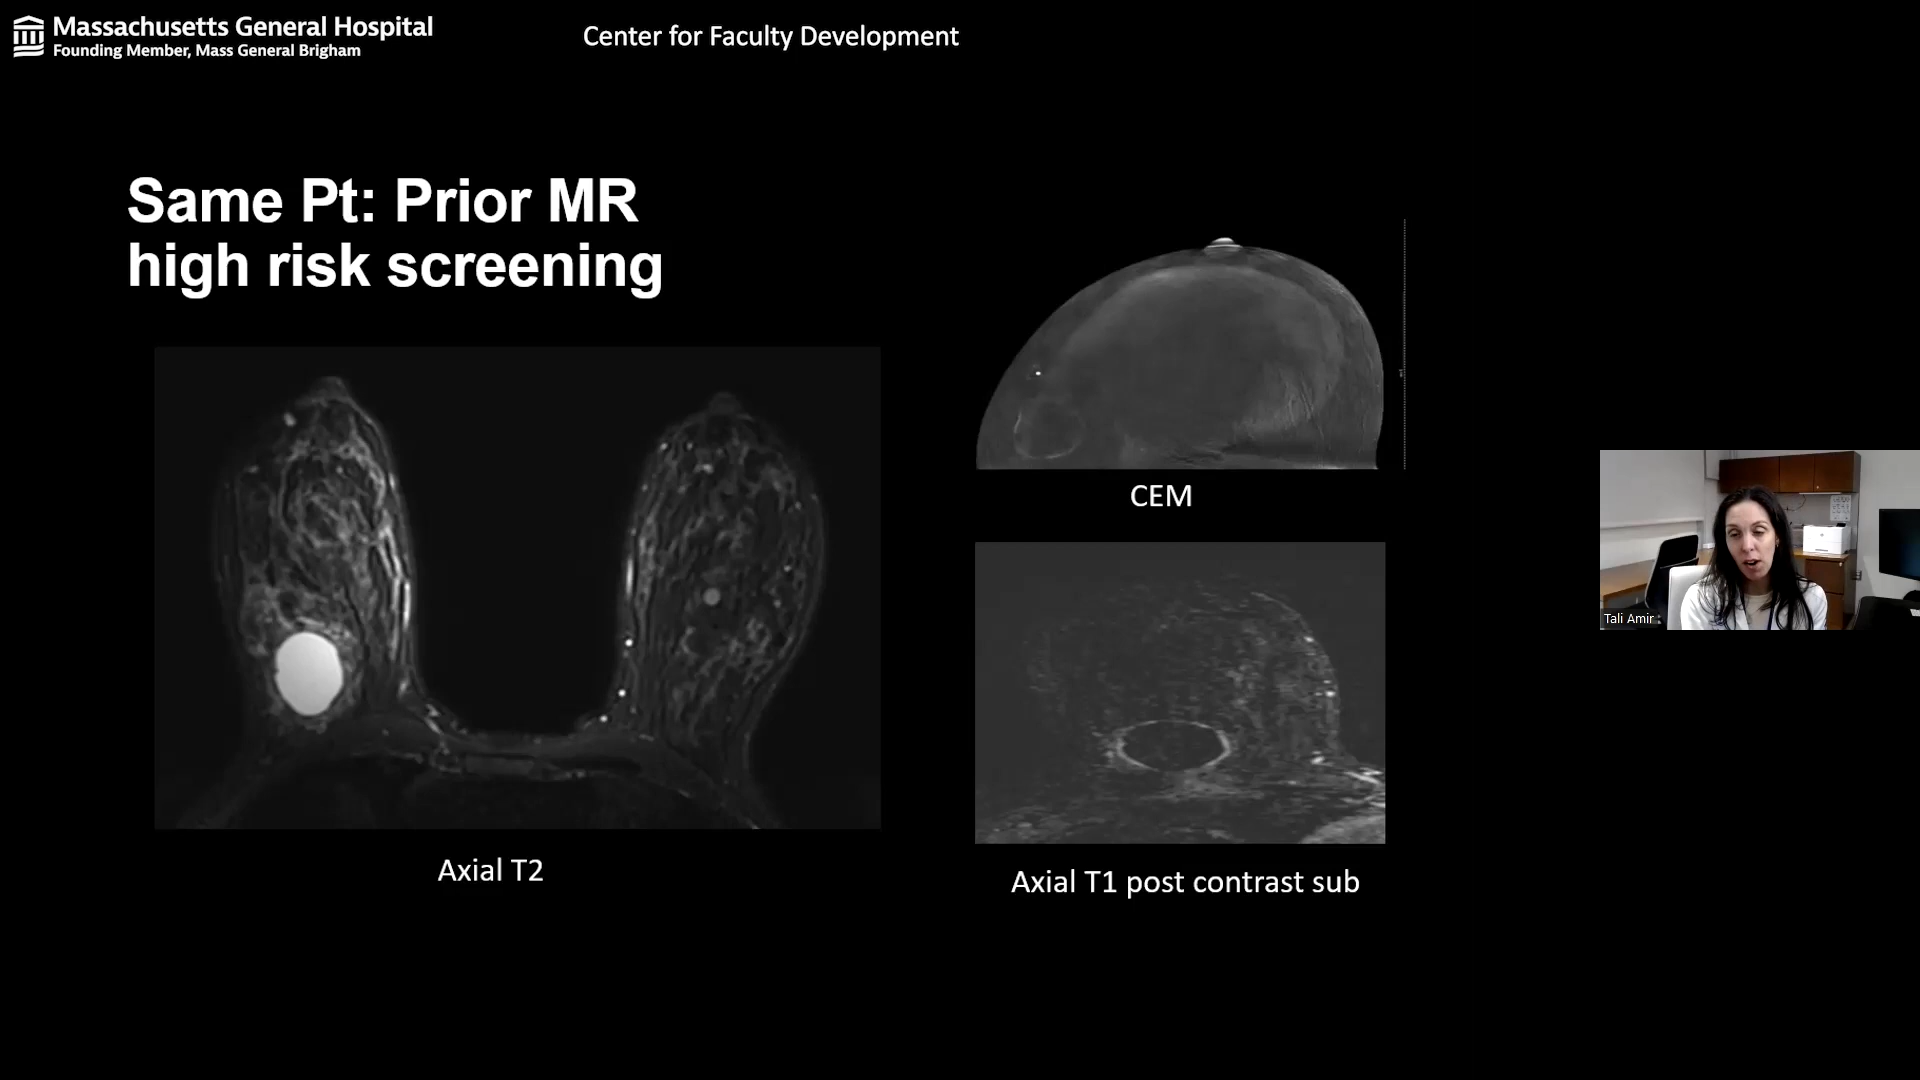 Massachusetts General Hospital
Founding Member, Mass General Brigham
Center for Faculty Development
Same Pt: Prior MR
high risk screening
CEM
Tali Amir
Axial T2
Axial T1 post contrast sub